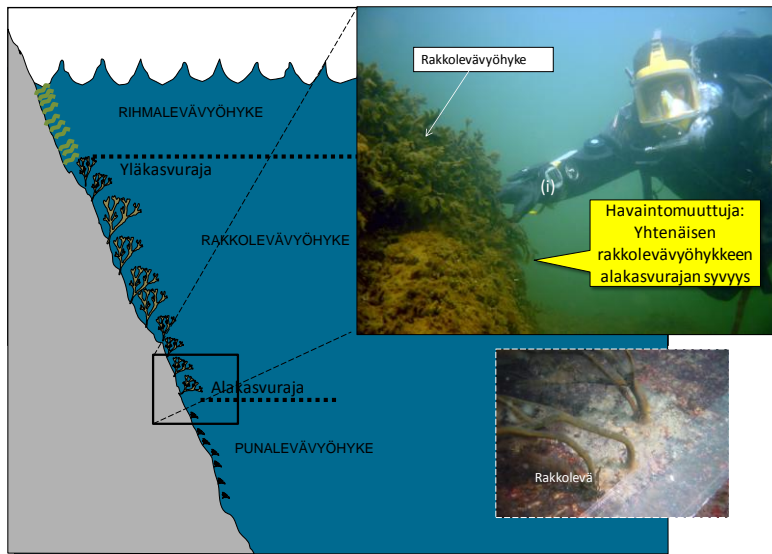 RIHMALEVÄVYÖHYKE
Yläkasvuraja
RAKKOLEVÄVYÖHYKE
Alakasvuraja
PUNALEVÄVYÖHYKE
Rakkolevävyöhyke
(i)
Havaintomuuttuja:
Yhtenäisen
rakkolevävyöhykkeen
alakasvurajan syvyys
Rakkolevä